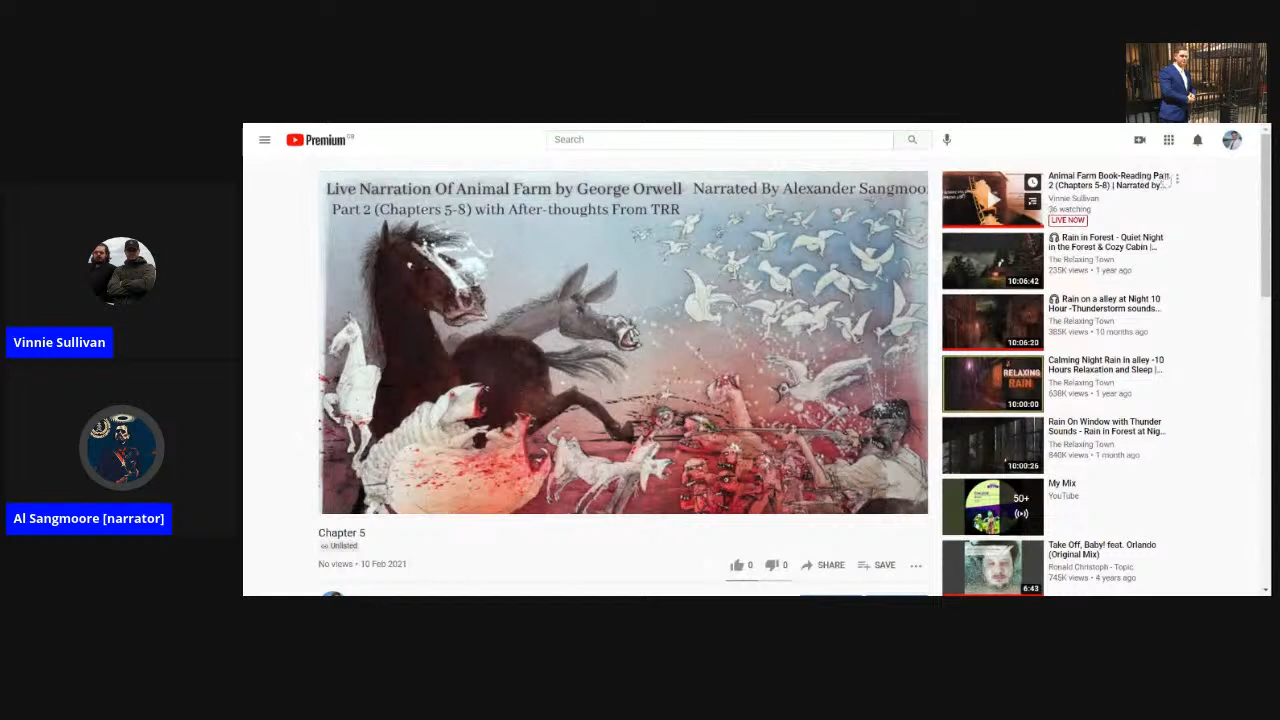 Premium GB
Search
Live Narration Of Animal Farm by George Orwell Narrated By Alexander Sangmoo
Part 2 (Chapters 5-8) with After-thoughts From TRR
Chapter 5
Unlisted
No views • 10 Feb 2021
0
0
SHARE
SAVE
Animal Farm Book-Reading Part
2 (Chapters 5-8) | Narrated by...
Vinnie Sullivan
36 watching
LIVE NOW
Rain in Forest - Quiet Night
in the Forest & Cozy Cabin |...
The Relaxing Town
235K views • 1 year ago
10:06:42
Rain on a alley at Night 10
Hour -Thunderstorm sounds...
The Relaxing Town
385K views • 10 months ago
10:06:20
Calming Night Rain in alley -10
Hours Relaxation and Sleep |...
The Relaxing Town
638K views • 1 year ago
RELAXING
RAIN
10:00:00
Rain On Window with Thunder
Sounds - Rain in Forest at Nig...
The Relaxing Town
840K views • 1 month ago
10:00:26
My Mix
YouTube
50+
Take Off, Baby! feat. Orlando
(Original Mix)
Ronald Christoph - Topic
745K views • 4 years ago
6:43
Vinnie Sullivan
Al Sangmoore [narrator]